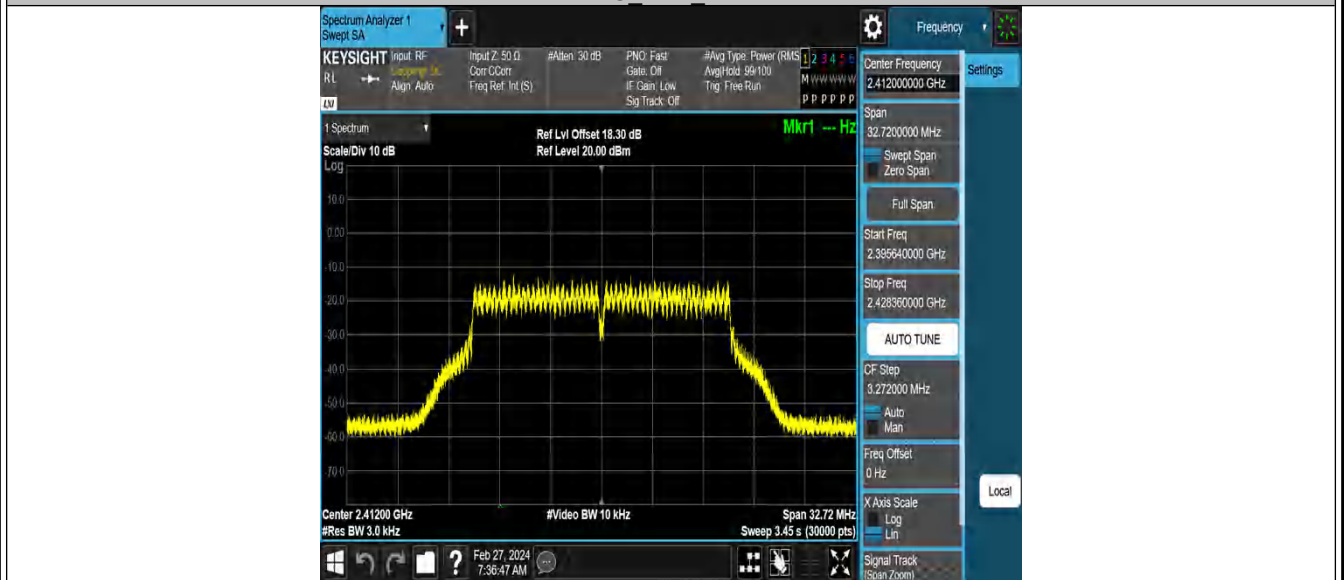 Spectrum Analyzer 1
Swept SA
+
Frequency
KEYSIGHT
RL
LXI
Input: RF
Align: Auto
Input Z: 50 Ω
Corr CCorr
Freq Ref: Int (S)
#Atten: 30 dB
PNO: Fast
Gate: Off
IF Gain: Low
Sig Track: Off
#Avg Type: Power (RMS
Avg|Hold: 99/100
Trig: Free Run
1 2 3 4 5 6
M W W W W W
P P P P P P
1 Spectrum
Scale/Div 10 dB
Log
Ref Lvl Offset 18.30 dB
Ref Level 20.00 dBm
Mkr1 --- Hz
10.0
0.00
-10.0
-20.0
-30.0
-40.0
-50.0
-60.0
-70.0
Center 2.41200 GHz
#Res BW 3.0 kHz
#Video BW 10 kHz
Span 32.72 MHz
Sweep 3.45 s (30000 pts)
?
Feb 27, 2024
7:36:47 AM
Center Frequency
2.412000000 GHz
Settings
Span
32.7200000 MHz
Swept Span
Zero Span
Full Span
Start Freq
2.395640000 GHz
Stop Freq
2.428360000 GHz
AUTO TUNE
CF Step
3.272000 MHz
Auto
Man
Freq Offset
0 Hz
X Axis Scale
Log
Lin
Local
Signal Track
(Span Zoom)